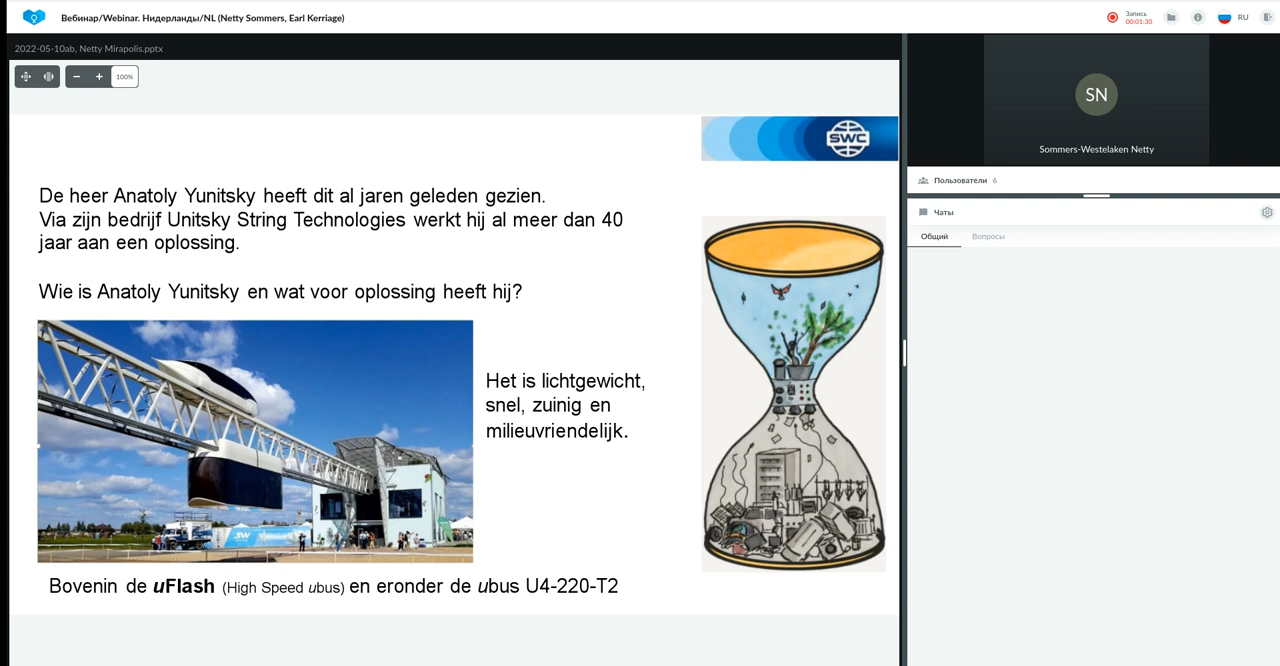 Вебинар/Webinar. Нидерланды/NL (Netty Sommers, Earl Kerriage)
Запись
00:01:30
RU
2022-05-10ab, Netty Mirapolis.pptx
100%
SWC
De heer Anatoly Yunitsky heeft dit al jaren geleden gezien.
Via zijn bedrijf Unitsky String Technologies werkt hij al meer dan 40
jaar aan een oplossing.
Wie is Anatoly Yunitsky en wat voor oplossing heeft hij?
Het is lichtgewicht,
snel, zuinig en
milieuvriendelijk.
Bovenin de uFlash (High Speed ubus) en eronder de ubus U4-220-T2
SN
Sommers-Westelaken Netty
Пользователи 6
Чаты
Общий
Вопросы